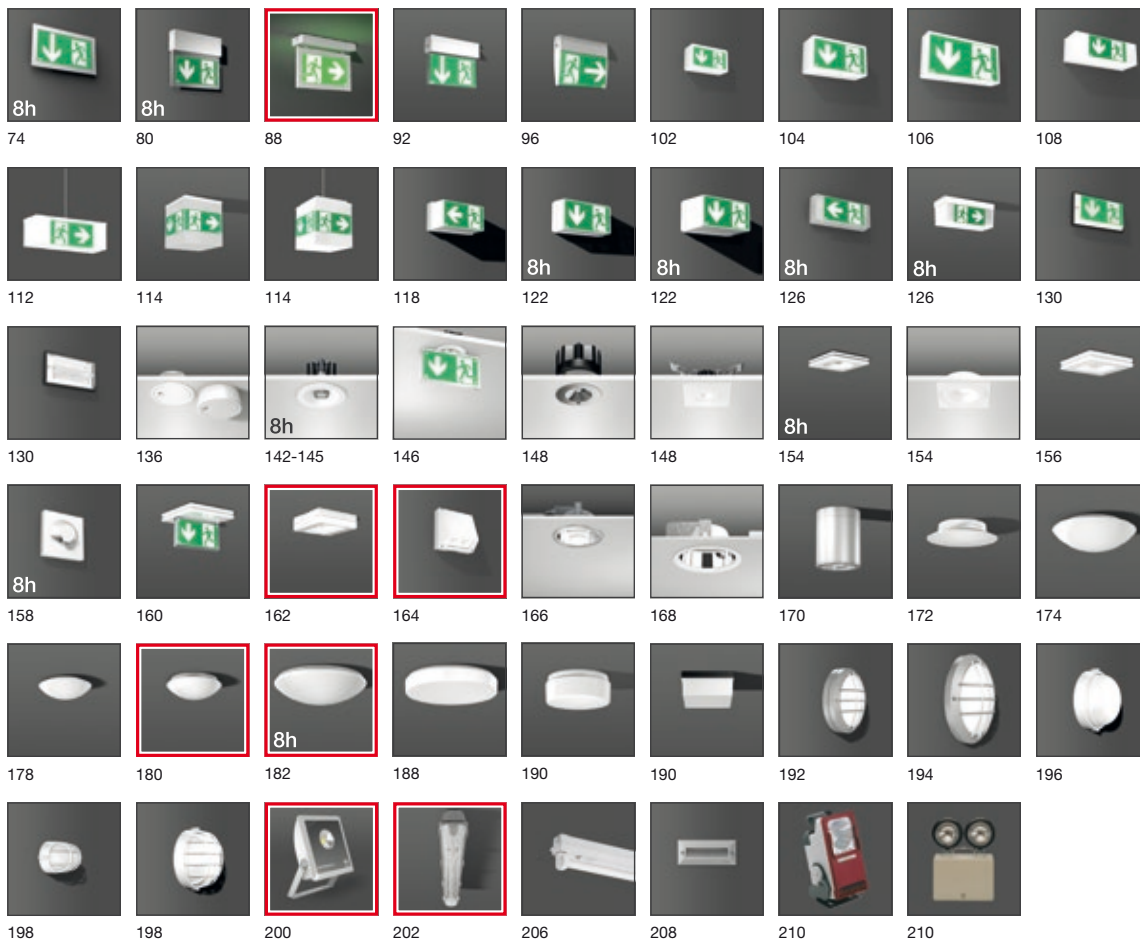 8h 8h
74 80 88 92 96 102 104 106 108
8h 8h 8h 8h
112 114 114 118 122 122 126 126 130
8h 8h
130 136 142-145 146 148 148 154 154 156
8h
158 160 162 164 166 168 170 172 174
8h
178 180 182 188 190 190 192 194 196
198 198 200 202 206 208 210 210